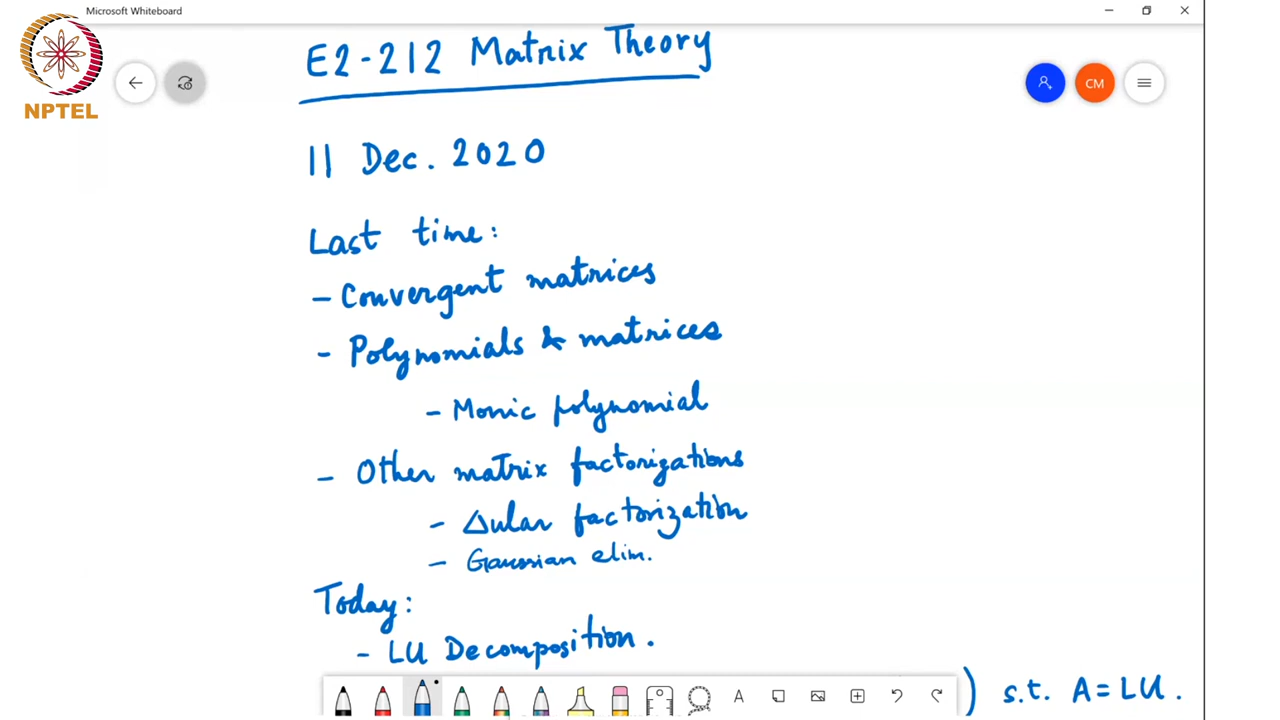 Microsoft Whiteboard
NPTEL
CM
E2-212 Matrix Theory
11 Dec. 2020
Last time:
- Convergent matrices
- Polynomials & matrices
- Monic polynomial
- Other matrix factorizations
- Δular factorization
- Gaussian elim.
Today:
- LU Decomposition.
) s.t. A = LU.
A